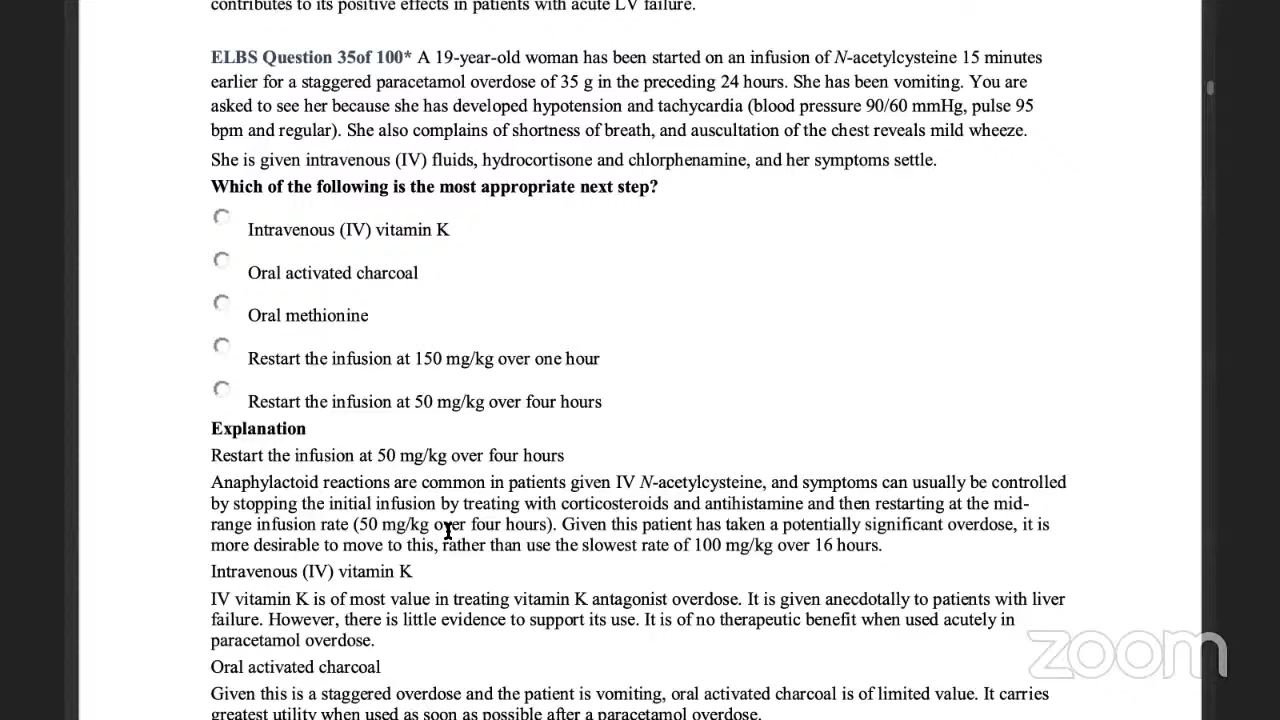 contributes to its positive effects in patients with acute LV failure.
ELBS Question 35of 100* A 19-year-old woman has been started on an infusion of N-acetylcysteine 15 minutes
earlier for a staggered paracetamol overdose of 35 g in the preceding 24 hours. She has been vomiting. You are
asked to see her because she has developed hypotension and tachycardia (blood pressure 90/60 mmHg, pulse 95
bpm and regular). She also complains of shortness of breath, and auscultation of the chest reveals mild wheeze.
She is given intravenous (IV) fluids, hydrocortisone and chlorphenamine, and her symptoms settle.
Which of the following is the most appropriate next step?
Intravenous (IV) vitamin K
Oral activated charcoal
Oral methionine
Restart the infusion at 150 mg/kg over one hour
Restart the infusion at 50 mg/kg over four hours
Explanation
Restart the infusion at 50 mg/kg over four hours
Anaphylactoid reactions are common in patients given IV N-acetylcysteine, and symptoms can usually be controlled
by stopping the initial infusion by treating with corticosteroids and antihistamine and then restarting at the mid-
range infusion rate (50 mg/kg over four hours). Given this patient has taken a potentially significant overdose, it is
more desirable to move to this, rather than use the slowest rate of 100 mg/kg over 16 hours.
Intravenous (IV) vitamin K
IV vitamin K is of most value in treating vitamin K antagonist overdose. It is given anecdotally to patients with liver
failure. However, there is little evidence to support its use. It is of no therapeutic benefit when used acutely in
paracetamol overdose.
zoom
Oral activated charcoal
Given this is a staggered overdose and the patient is vomiting, oral activated charcoal is of limited value. It carries
greatest utility when used as soon as possible after a paracetamol overdose.